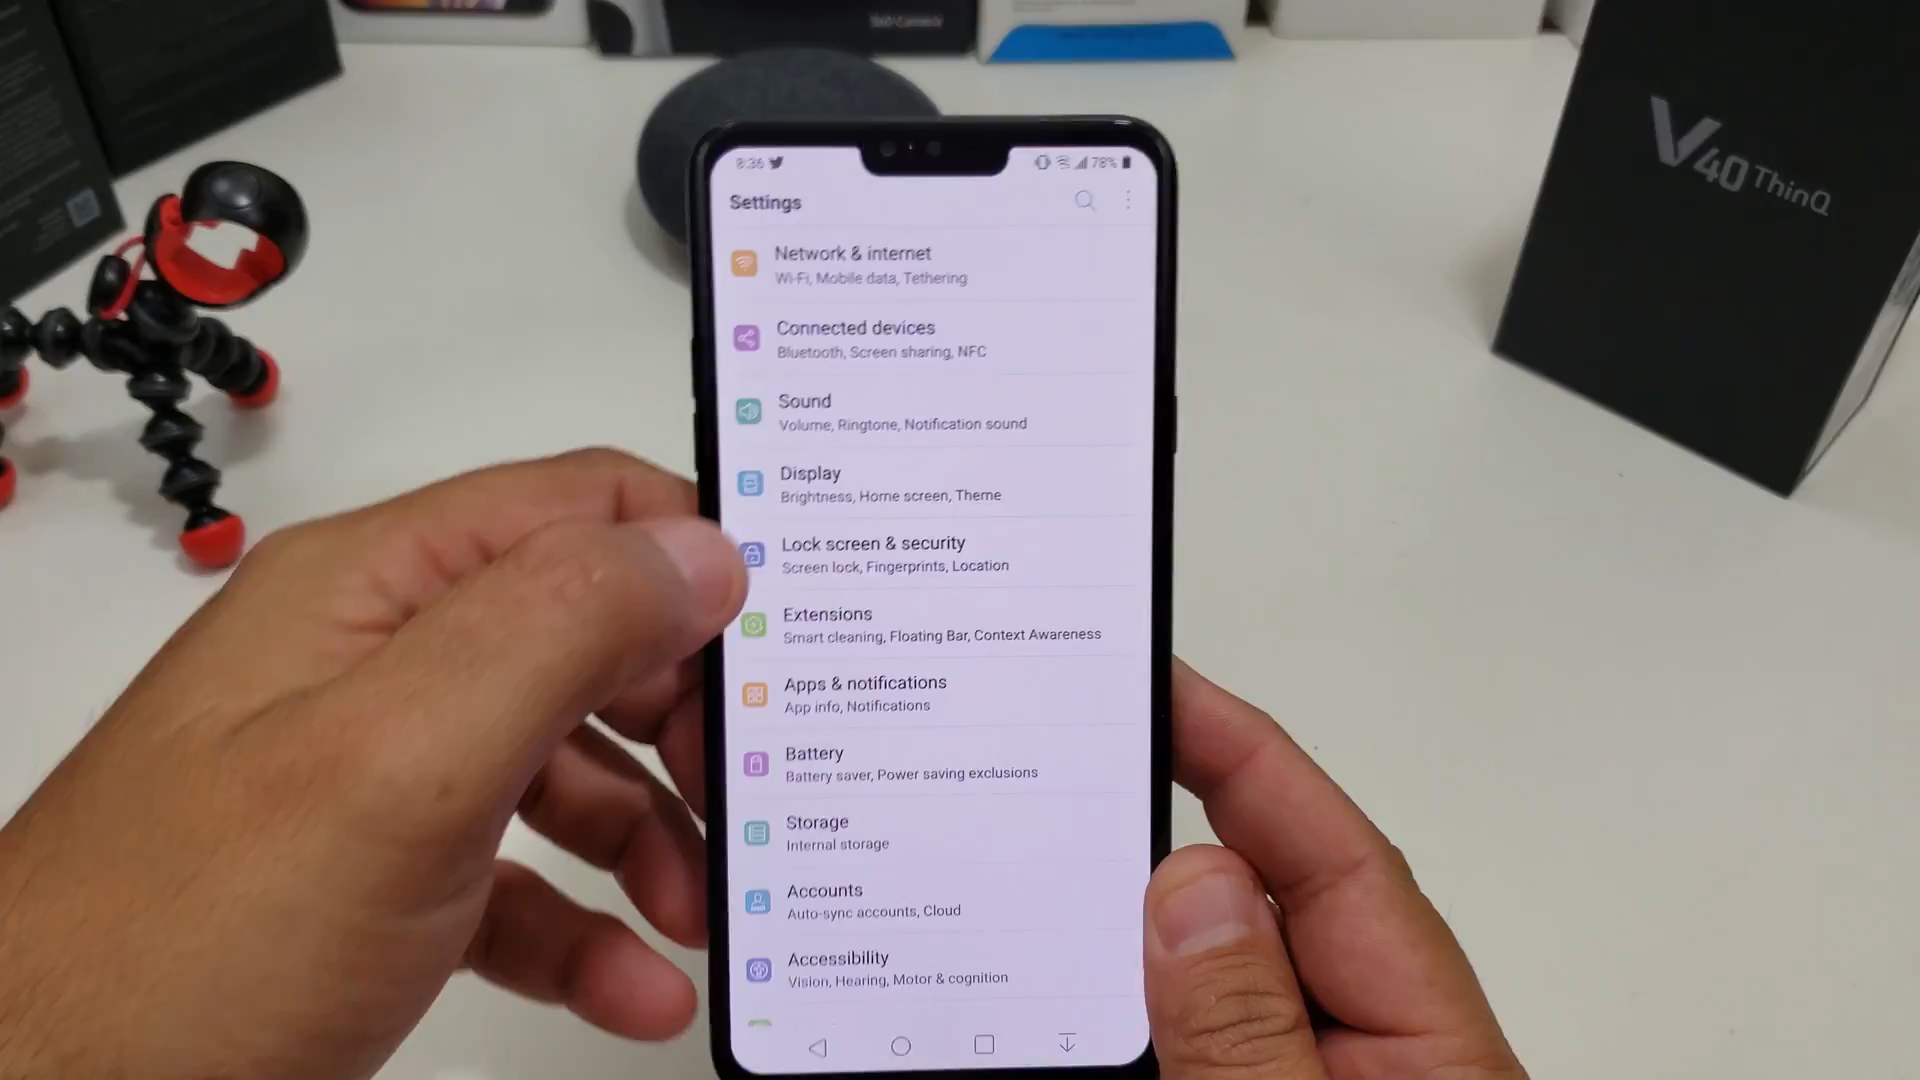 360 Camera
V40 ThinQ
8:36
78%
Settings
Network & internet
Wi-Fi, Mobile data, Tethering
Connected devices
Bluetooth, Screen sharing, NFC
Sound
Volume, Ringtone, Notification sound
Display
Brightness, Home screen, Theme
Lock screen & security
Screen lock, Fingerprints, Location
Extensions
Smart cleaning, Floating Bar, Context Awareness
Apps & notifications
App info, Notifications
Battery
Battery saver, Power saving exclusions
Storage
Internal storage
Accounts
Auto-sync accounts, Cloud
Accessibility
Vision, Hearing, Motor & cognition